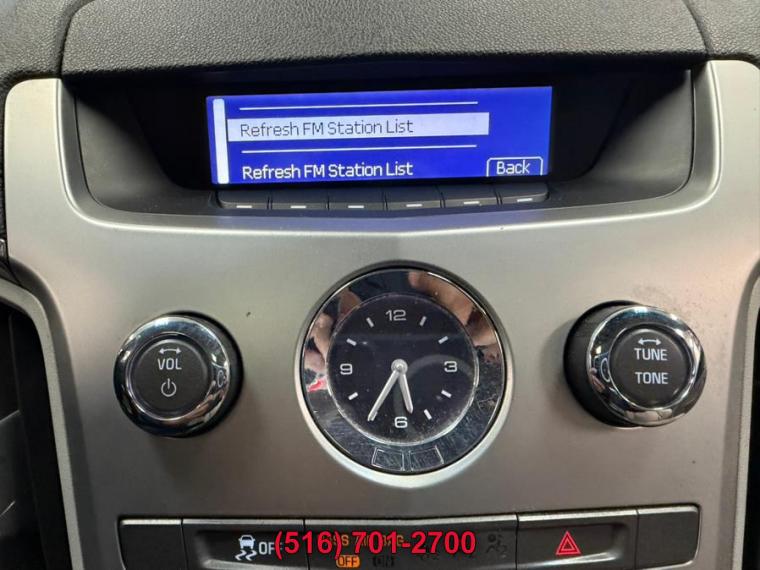 Refresh FM Station List
Refresh FM Station List
Back
VOL
12
9
3
6
TUNE
TONE
OFF
(516) 701-2700
OFF
ON